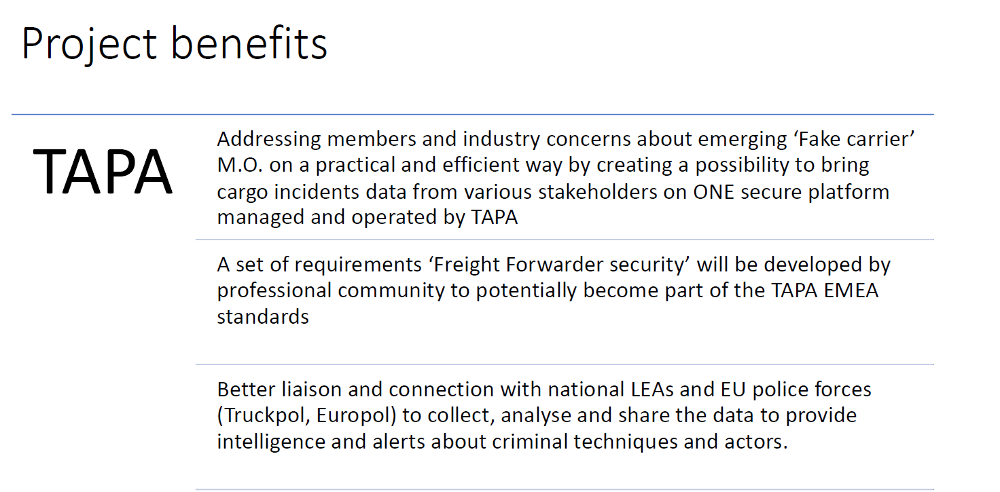 Project benefits
TAPA
Addressing members and industry concerns about emerging ‘Fake carrier’
M.O. on a practical and efficient way by creating a possibility to bring
cargo incidents data from various stakeholders on ONE secure platform
managed and operated by TAPA
A set of requirements ‘Freight Forwarder security’ will be developed by
professional community to potentially become part of the TAPA EMEA
standards
Better liaison and connection with national LEAs and EU police forces
(Truckpol, Europol) to collect, analyse and share the data to provide
intelligence and alerts about criminal techniques and actors.